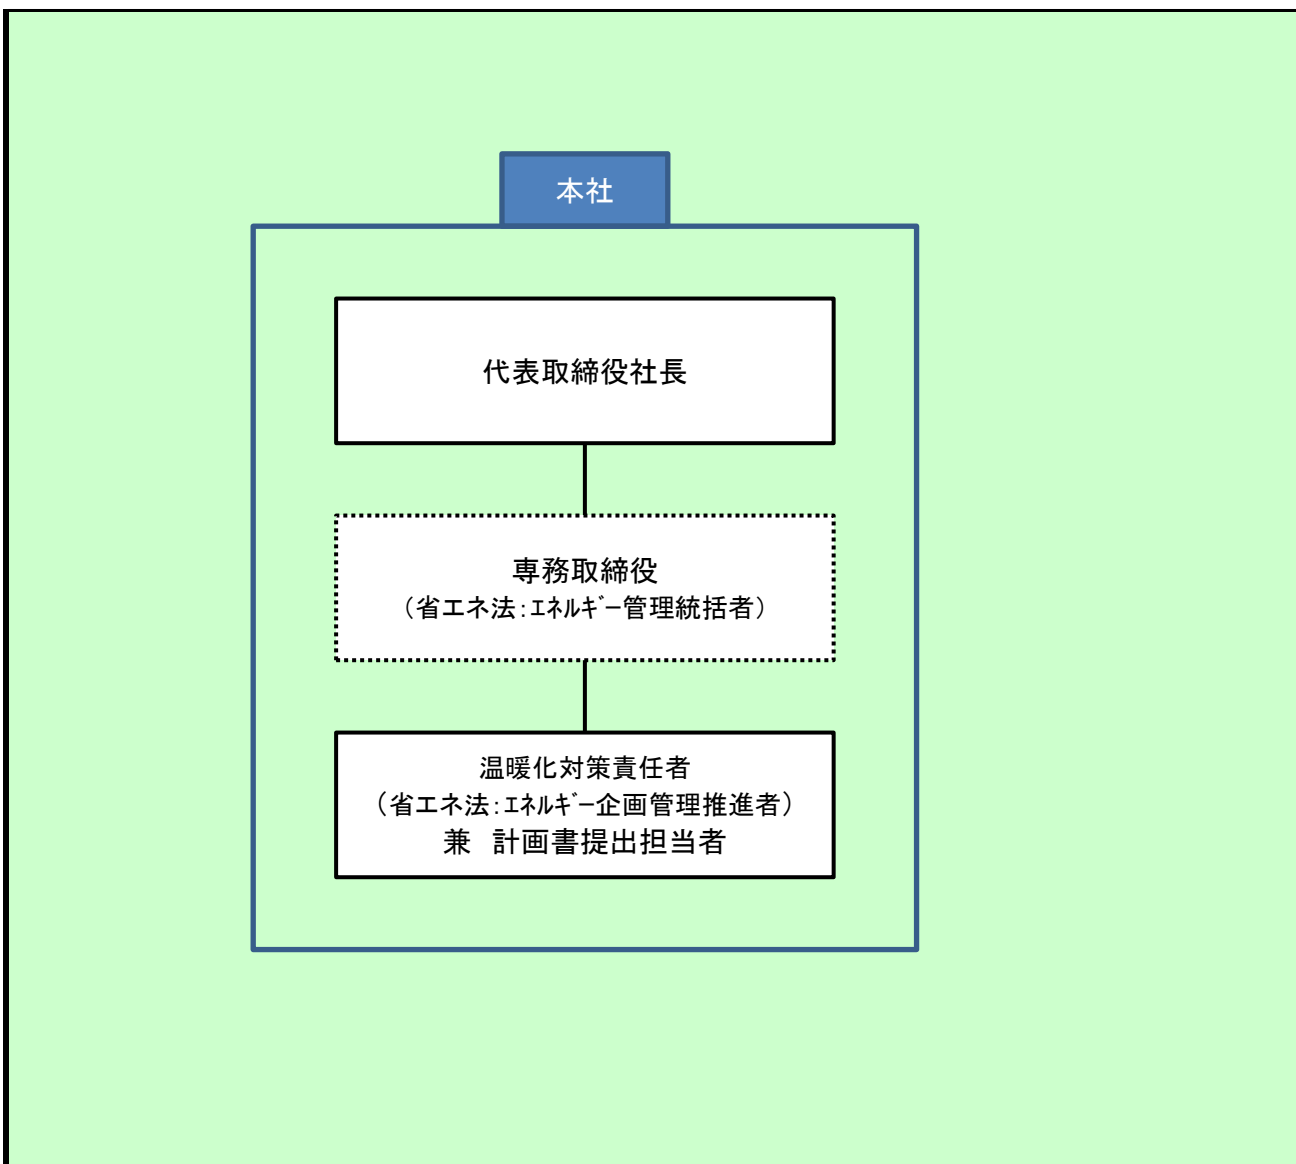 本社
代表取締役社長
専務取締役
（省エネ法：ｴﾈﾙｷﾞｰ管理統括者）
温暖化対策責任者
（省エネ法：ｴﾈﾙｷﾞｰ企画管理推進者）
兼　計画書提出担当者